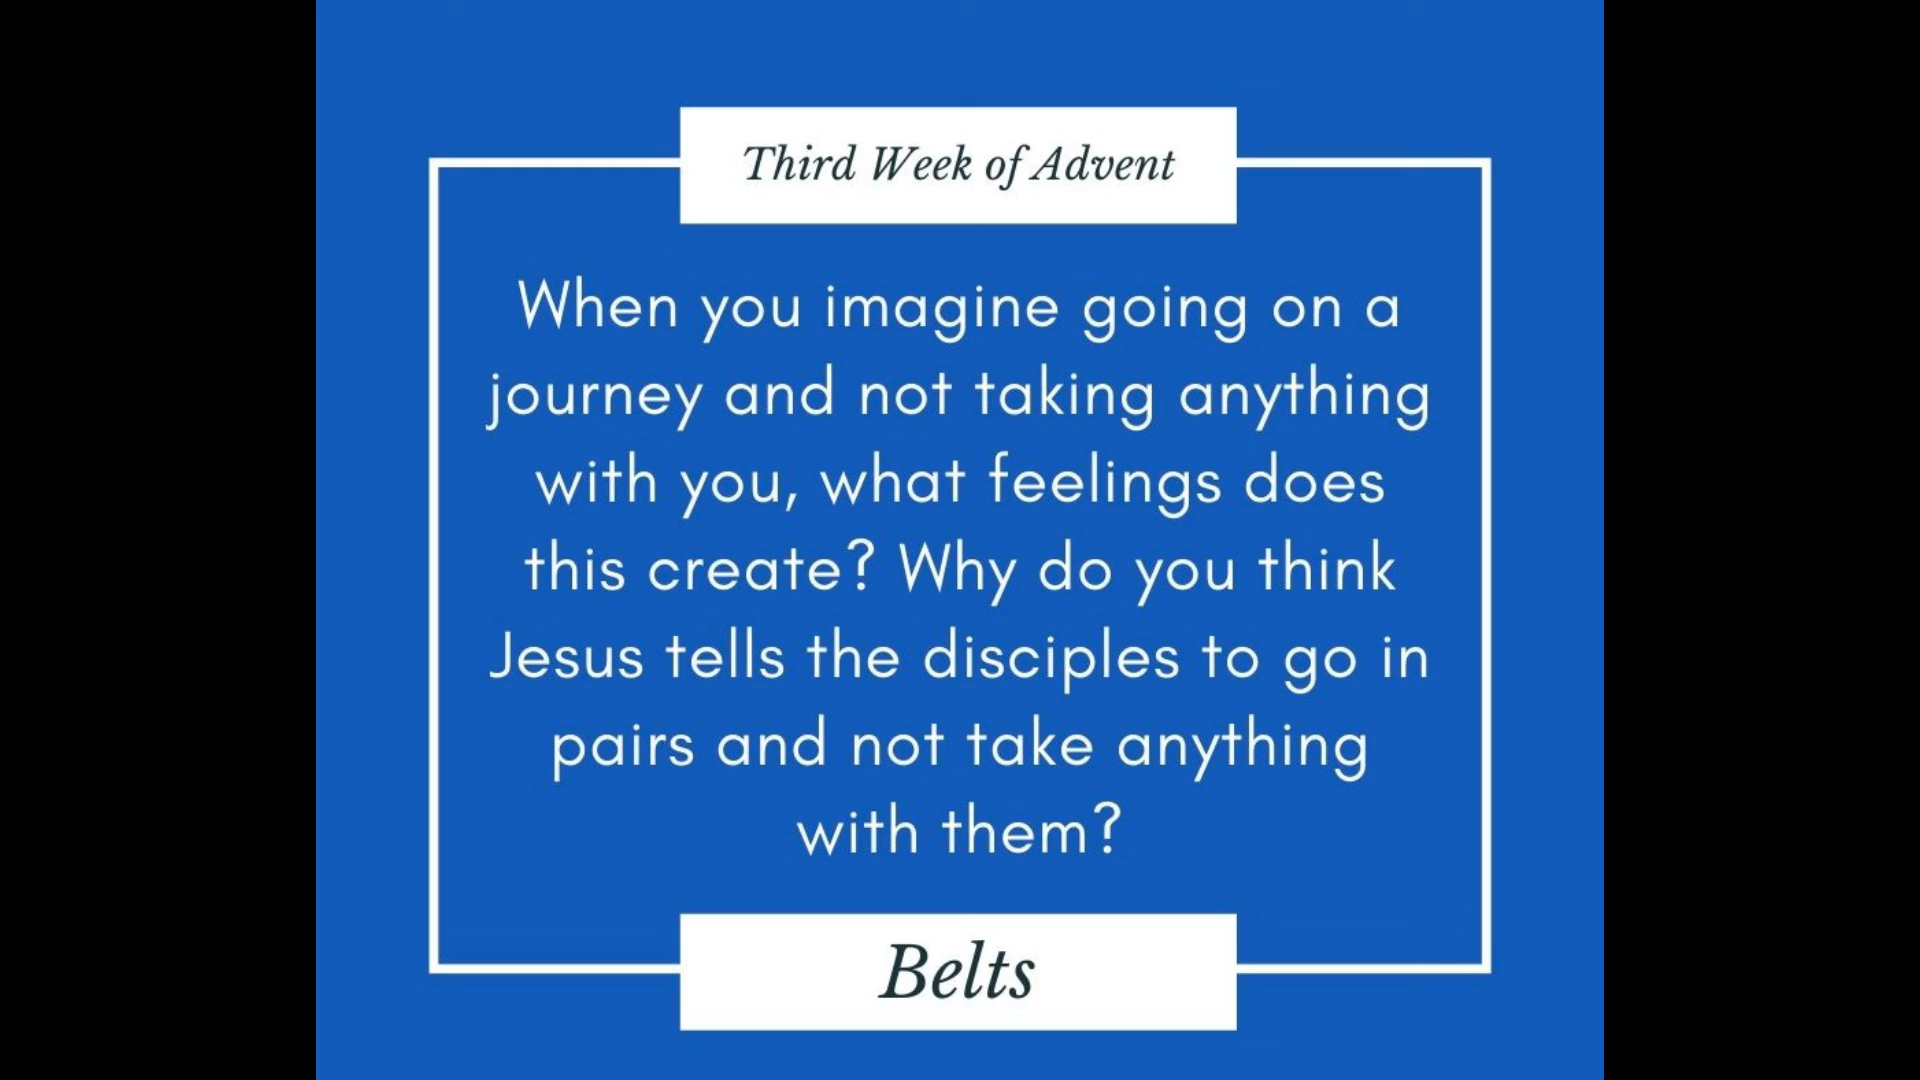 Third Week of Advent
When you imagine going on a
journey and not taking anything
with you, what feelings does
this create? Why do you think
Jesus tells the disciples to go in
pairs and not take anything
with them?
Belts